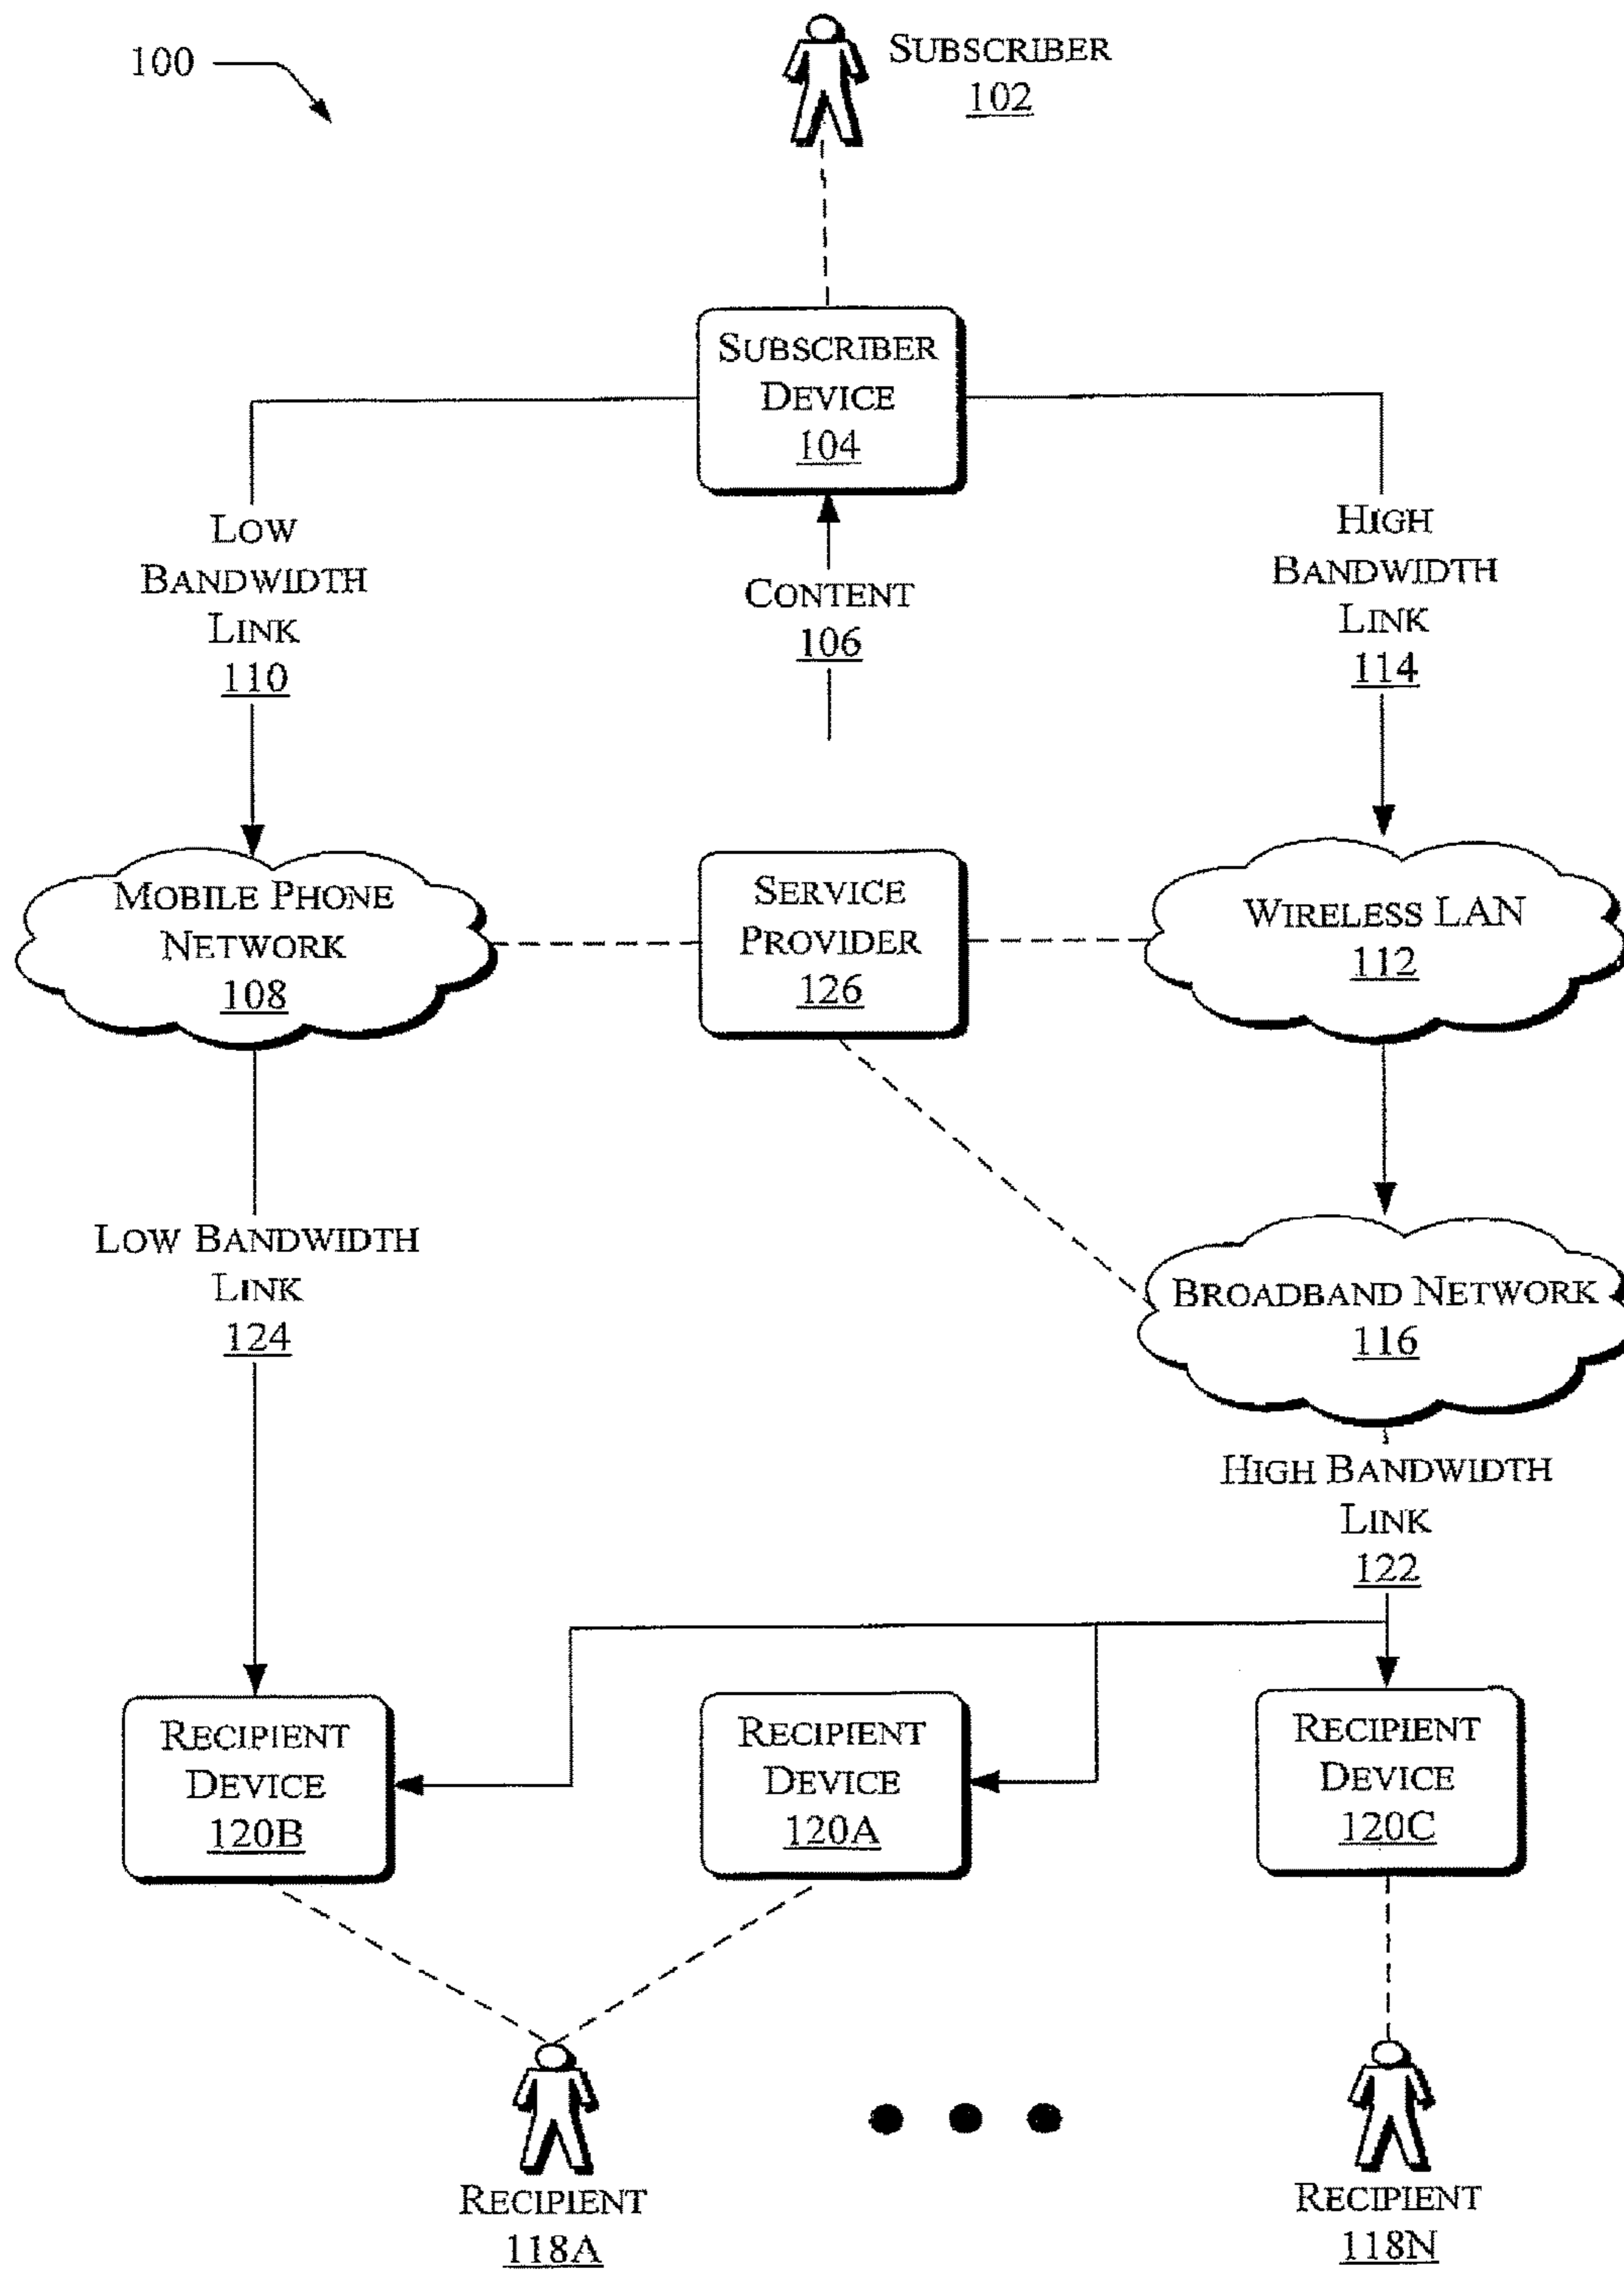 100
SUBSCRIBER
102
SUBSCRIBER
DEVICE
104
LOW
BANDWIDTH
LINK
110
CONTENT
106
HIGH
BANDWIDTH
LINK
114
MOBILE PHONE
NETWORK
108
SERVICE
PROVIDER
126
WIRELESS LAN
112
LOW BANDWIDTH
LINK
124
BROADBAND NETWORK
116
HIGH BANDWIDTH
LINK
122
RECIPIENT
DEVICE
120B
RECIPIENT
DEVICE
120A
RECIPIENT
DEVICE
120C
RECIPIENT
118A
RECIPIENT
118N